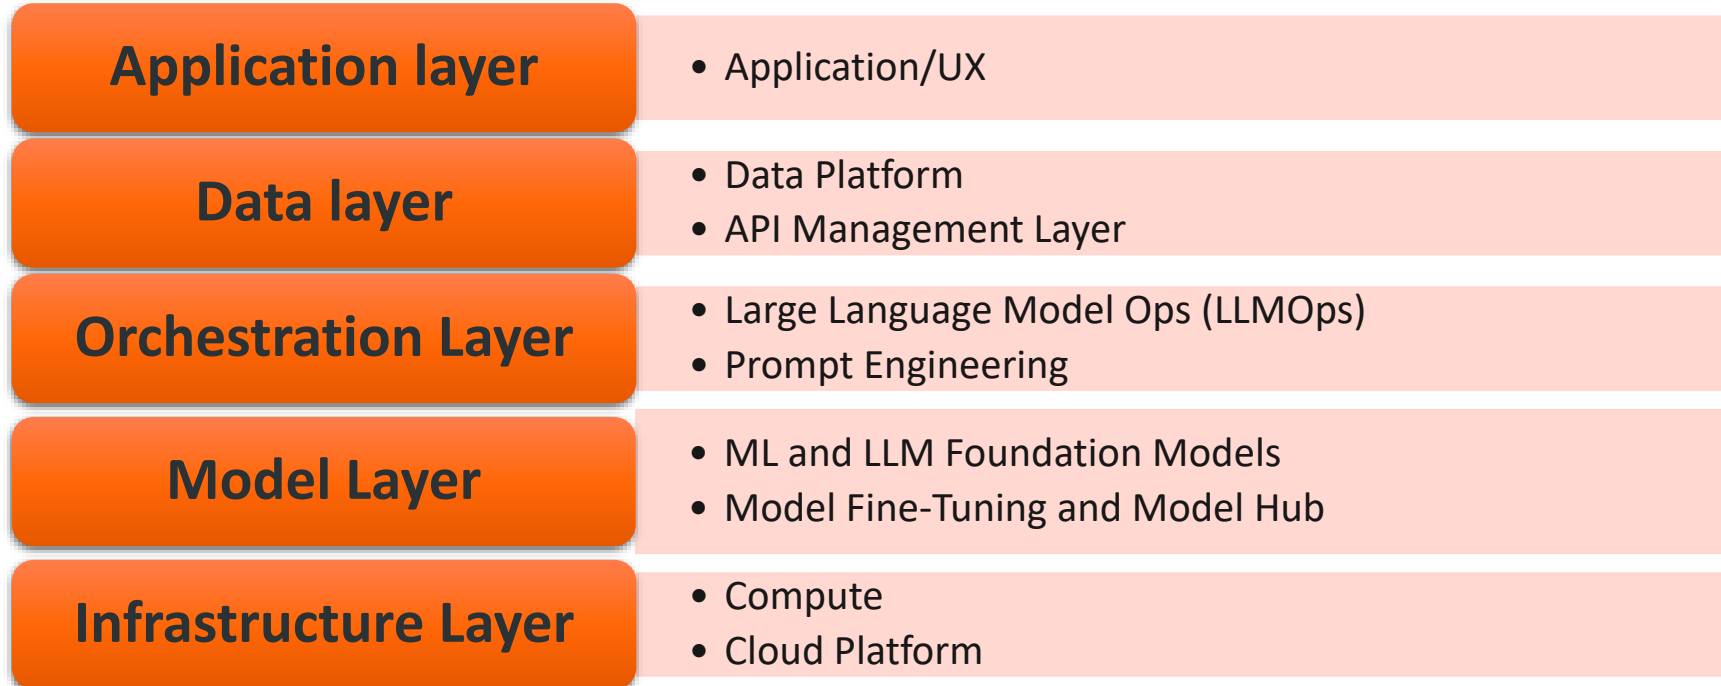 Application layer
• Application/UX
Data layer
• Data Platform
• API Management Layer
Orchestration Layer
• Large Language Model Ops (LLMOps)
• Prompt Engineering
Model Layer
• ML and LLM Foundation Models
• Model Fine-Tuning and Model Hub
Infrastructure Layer
• Compute
• Cloud Platform